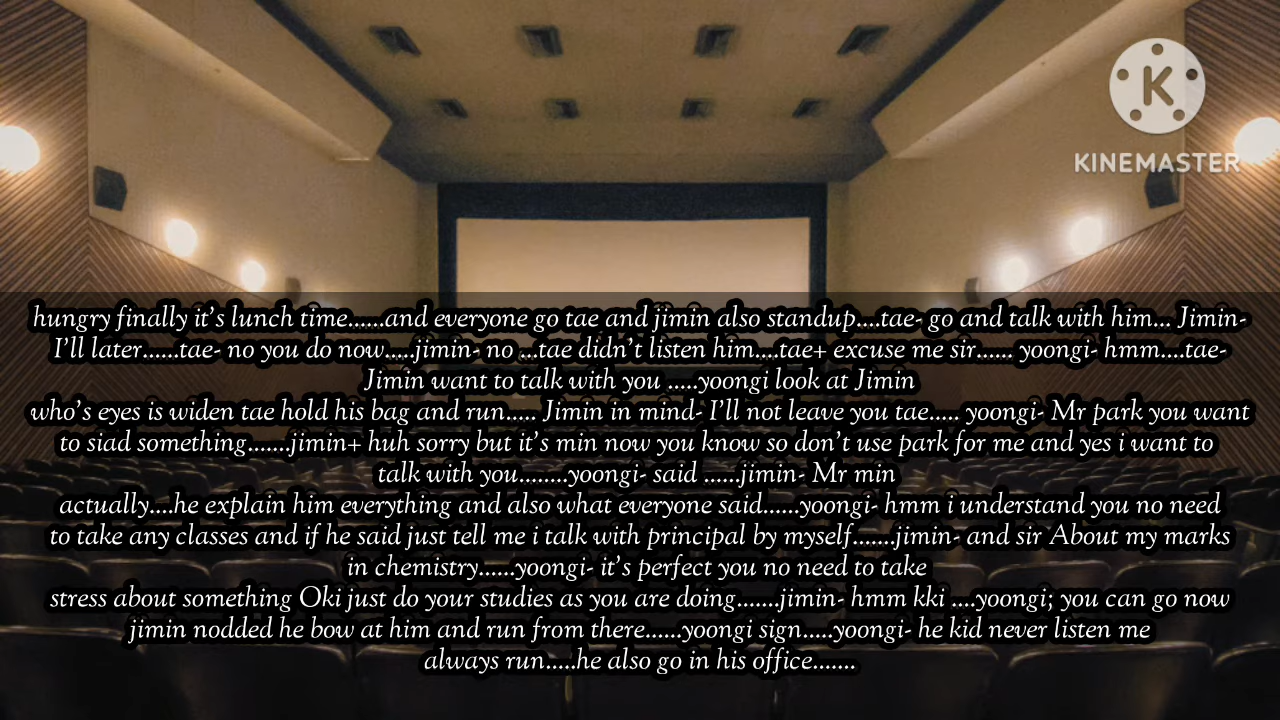 K
KINEMASTER
hungry finally it's lunch time......and everyone go tae and jimin also standup....tae- go and talk with him... Jimin-
I'll later......tae- no you do now.....jimin- no ...tae didn't listen him....tae+ excuse me sir...... yoongi- hmm....tae-
Jimin want to talk with you .....yoongi look at Jimin
who's eyes is widen tae hold his bag and run..... Jimin in mind- I'll not leave you tae..... yoongi- Mr park you want
to siad something.......jimin+ huh sorry but it's min now you know so don't use park for me and yes i want to
talk with you........yoongi- said ......jimin- Mr min
actually....he explain him everything and also what everyone said......yoongi- hmm i understand you no need
to take any classes and if he said just tell me i talk with principal by myself.......jimin- and sir About my marks
in chemistry......yoongi- it's perfect you no need to take
stress about something Oki just do your studies as you are doing.......jimin- hmm kki ....yoongi; you can go now
jimin nodded he bow at him and run from there......yoongi sign.....yoongi- he kid never listen me
always run.....he also go in his office.......